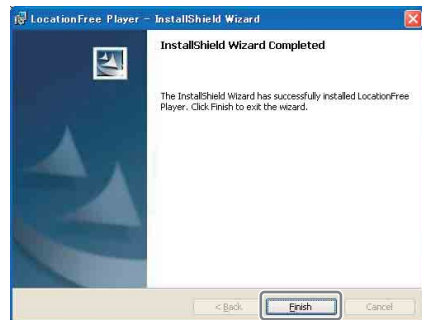 LocationFree Player - InstallShield Wizard
InstallShield Wizard Completed
The InstallShield Wizard has successfully installed LocationFree
Player. Click Finish to exit the wizard.
< Back
Finish
Cancel